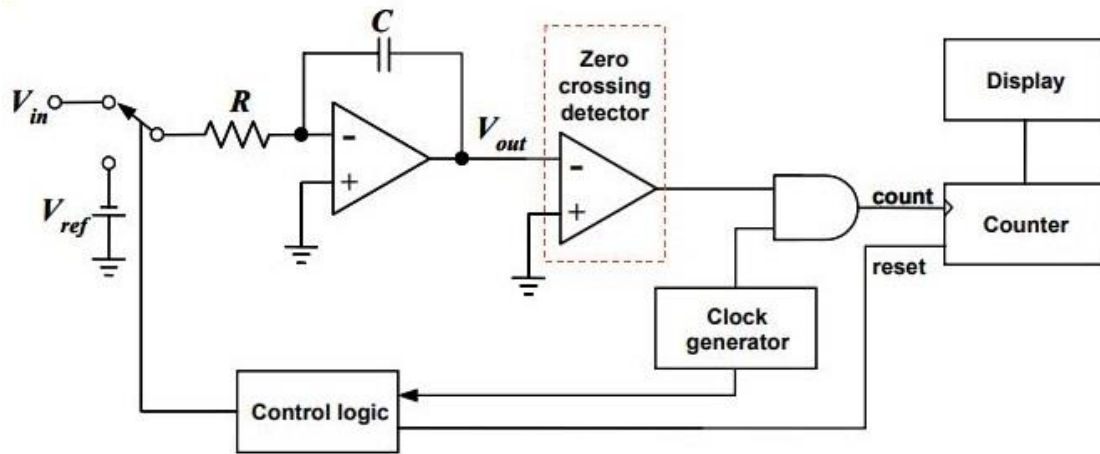 C
Zero
crossing
detector
Display
V_in
R
-
+
V_out
-
+
count
Counter
V_ref
reset
Clock
generator
Control logic